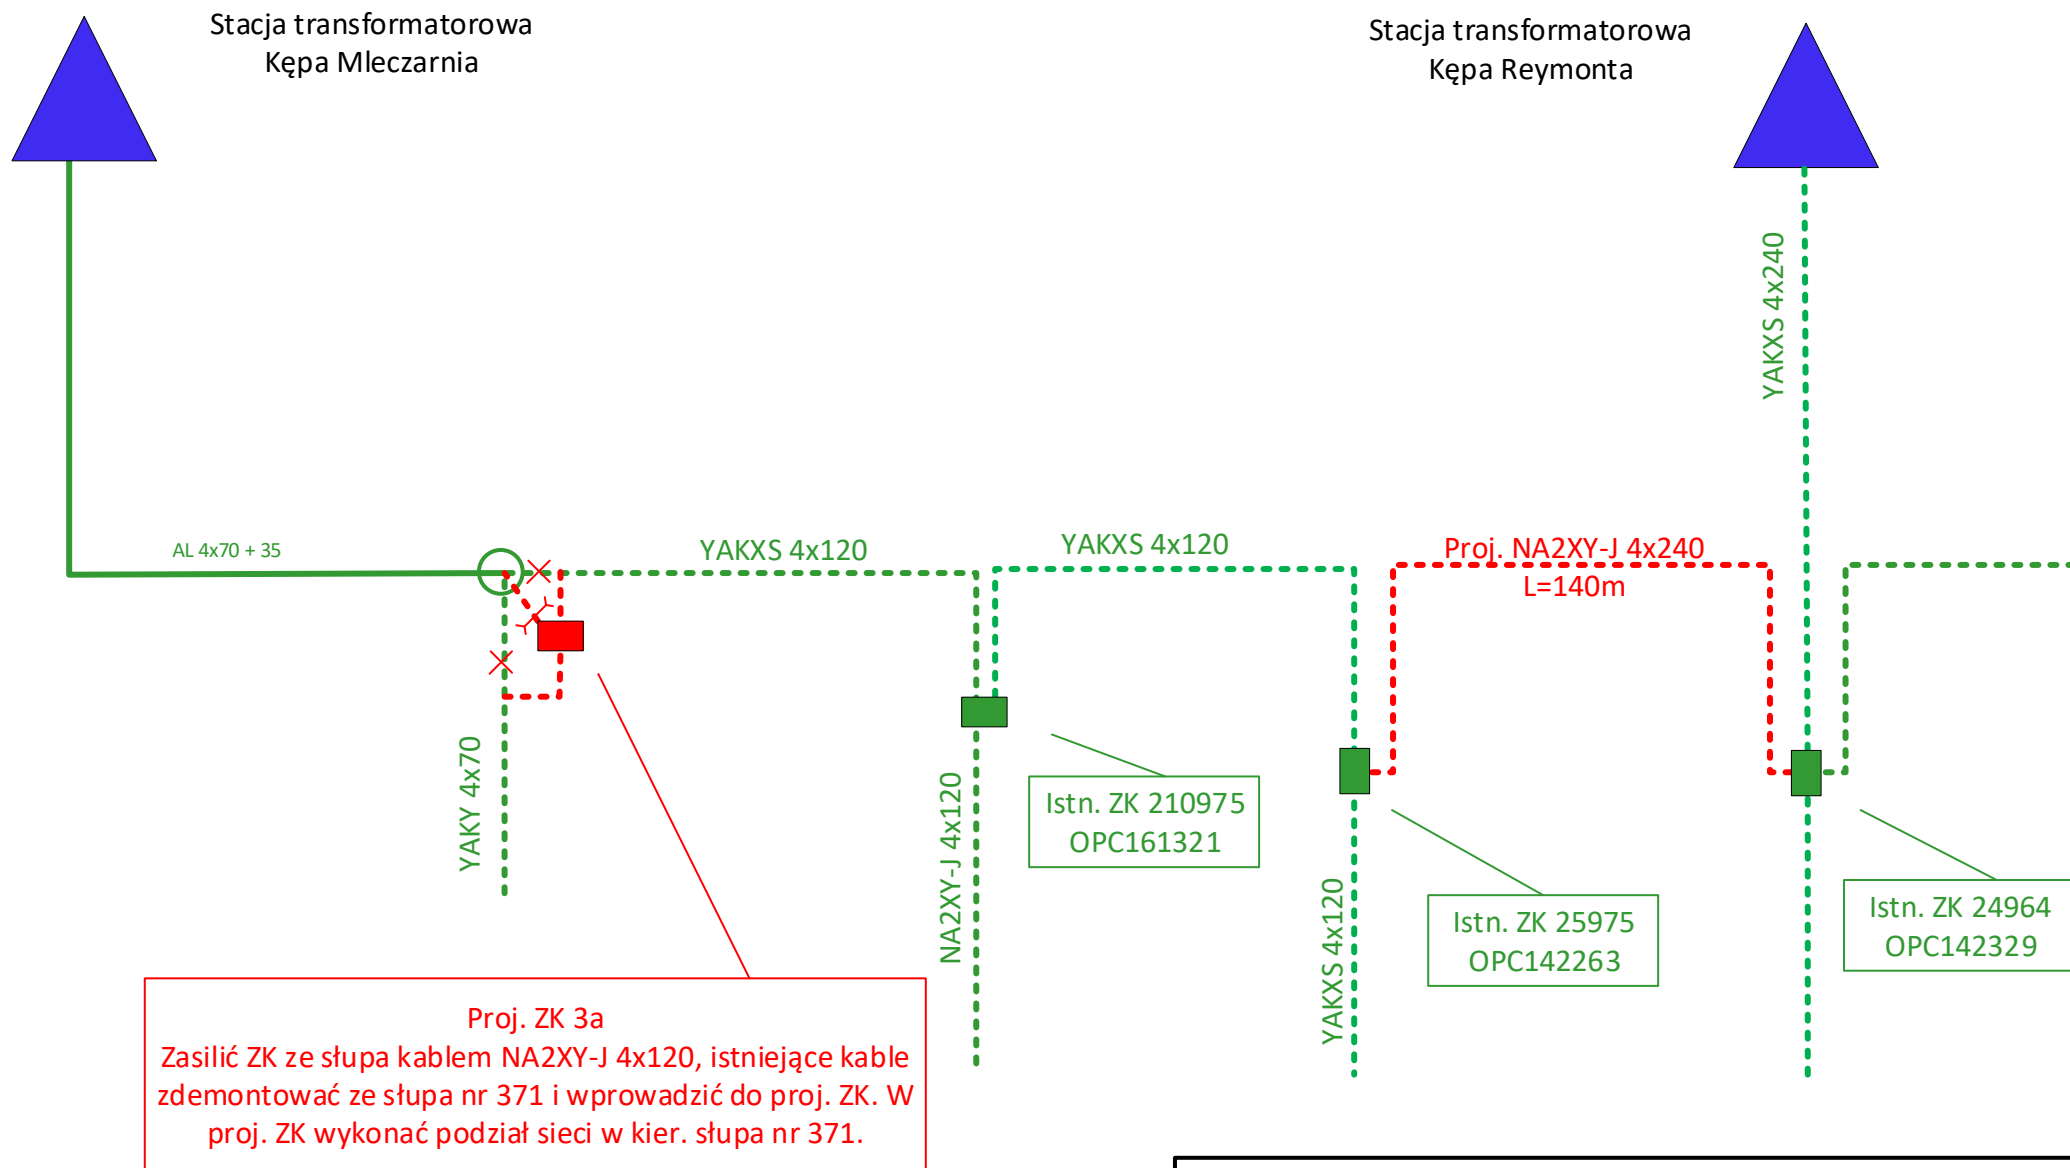 Stacja transformatorowa
Kępa Mleczarnia
Stacja transformatorowa
Kępa Reymonta
YAKXS 4x240
AL 4x70 + 35
YAKXS 4x120
YAKXS 4x120
Proj. NA2XY-J 4x240
L=140m
YAKY 4x70
NA2XY-J 4x120
Istn. ZK 210975
OPC161321
YAKXS 4x120
Istn. ZK 25975
OPC142263
Istn. ZK 24964
OPC142329
Proj. ZK 3a
Zasilić ZK ze słupa kablem NA2XY-J 4x120, istniejące kable
zdemontować ze słupa nr 371 i wprowadzić do proj. ZK. W
proj. ZK wykonać podział sieci w kier. słupa nr 371.